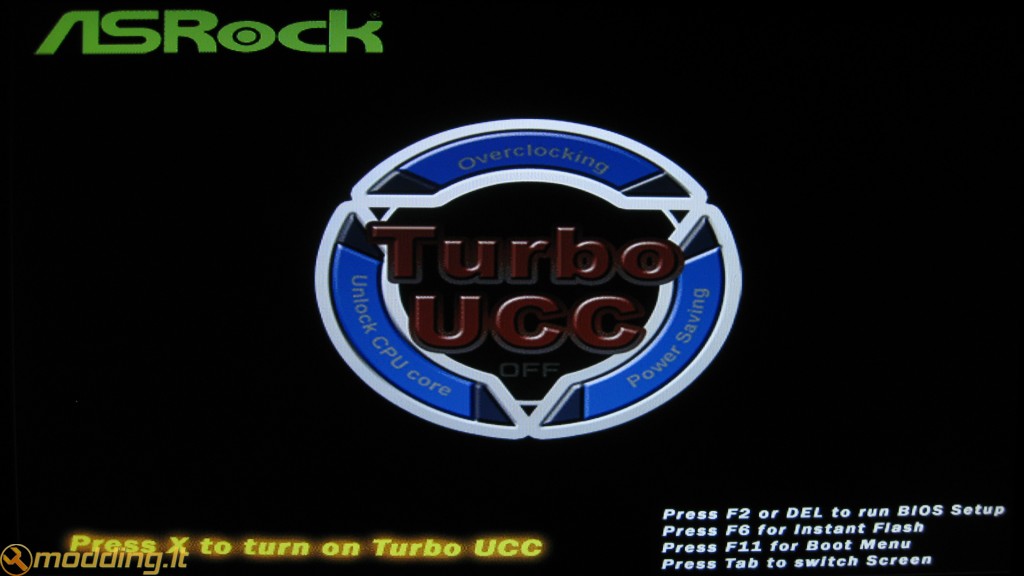 ASRock
Overclocking
Turbo
UCC
OFF
Unlock CPU core
Power Saving
Press X to turn on Turbo UCC
Press F2 or DEL to run BIOS Setup
Press F6 for Instant Flash
Press F11 for Boot Menu
Press Tab to switch Screen
modding.it